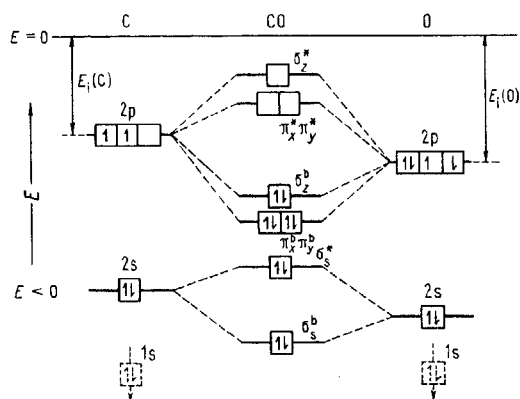 C CO O
E = 0
σ_z^*
E_i(C)
E_i(O)
2p
π_x^* π_y^*
2p
E
σ_z^b
π_x^b π_y^b
σ_s^*
2s
2s
E < 0
σ_s^b
1s
1s